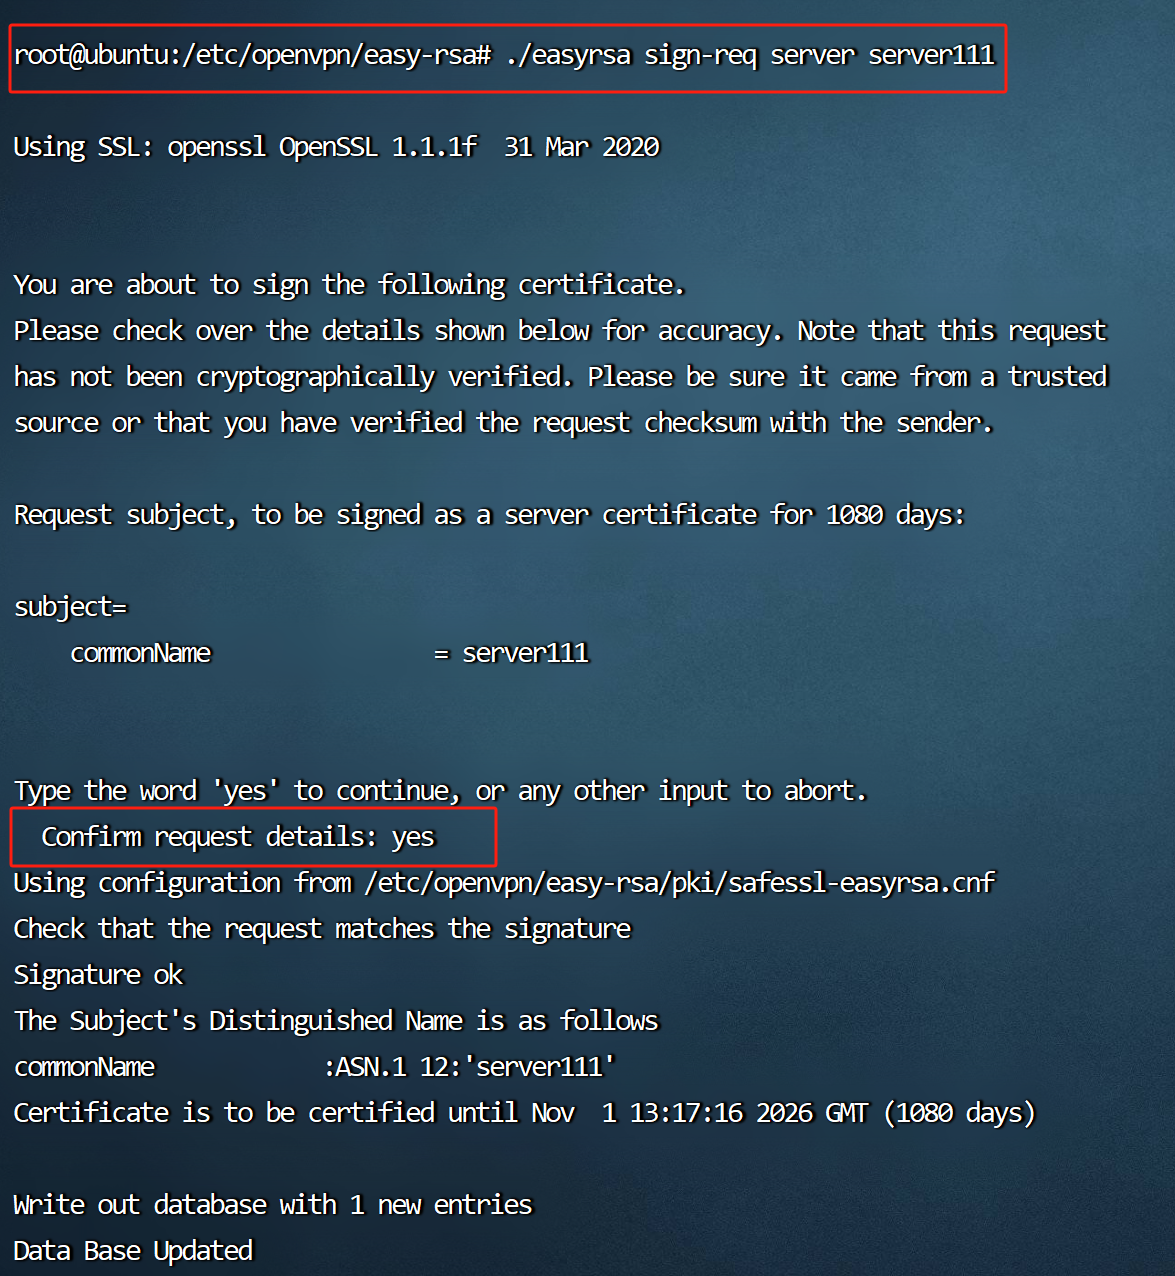 root@ubuntu:/etc/openvpn/easy-rsa# ./easyrsa sign-req server server111
Using SSL: openssl OpenSSL 1.1.1f  31 Mar 2020
You are about to sign the following certificate.
Please check over the details shown below for accuracy. Note that this request
has not been cryptographically verified. Please be sure it came from a trusted
source or that you have verified the request checksum with the sender.
Request subject, to be signed as a server certificate for 1080 days:
subject=
    commonName                = server111
Type the word 'yes' to continue, or any other input to abort.
  Confirm request details: yes
Using configuration from /etc/openvpn/easy-rsa/pki/safessl-easyrsa.cnf
Check that the request matches the signature
Signature ok
The Subject's Distinguished Name is as follows
commonName            :ASN.1 12:'server111'
Certificate is to be certified until Nov  1 13:17:16 2026 GMT (1080 days)
Write out database with 1 new entries
Data Base Updated